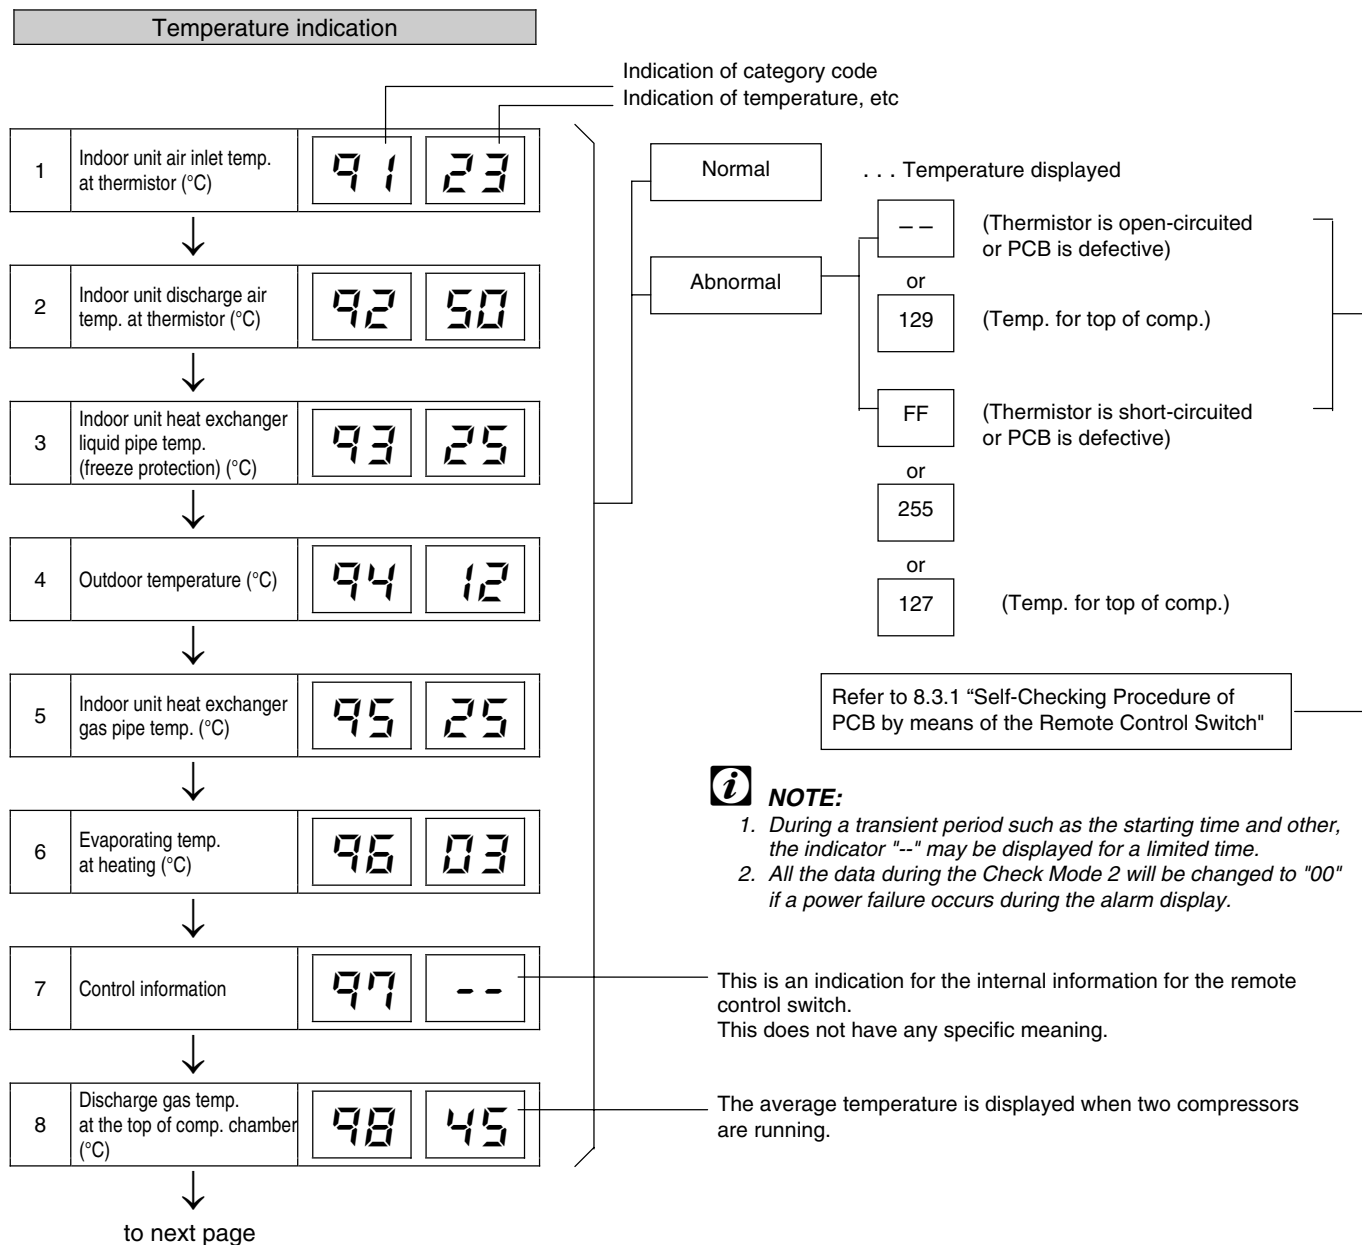 Temperature indication
Indication of category code
Indication of temperature, etc
1
Indoor unit air inlet temp.
at thermistor (°C)
91 23
2
Indoor unit discharge air
temp. at thermistor (°C)
92 50
3
Indoor unit heat exchanger
liquid pipe temp.
(freeze protection) (°C)
93 25
4
Outdoor temperature (°C)
94 12
5
Indoor unit heat exchanger
gas pipe temp. (°C)
95 25
6
Evaporating temp.
at heating (°C)
96 03
7
Control information
97 --
8
Discharge gas temp.
at the top of comp. chamber
(°C)
98 45
to next page
Normal
. . . Temperature displayed
Abnormal
– –
(Thermistor is open-circuited
or PCB is defective)
or
129
(Temp. for top of comp.)
FF
(Thermistor is short-circuited
or PCB is defective)
or
255
or
127
(Temp. for top of comp.)
Refer to 8.3.1 “Self-Checking Procedure of
PCB by means of the Remote Control Switch"
i NOTE:
1. During a transient period such as the starting time and other,
the indicator "--" may be displayed for a limited time.
2. All the data during the Check Mode 2 will be changed to "00"
if a power failure occurs during the alarm display.
This is an indication for the internal information for the remote
control switch.
This does not have any specific meaning.
The average temperature is displayed when two compressors
are running.